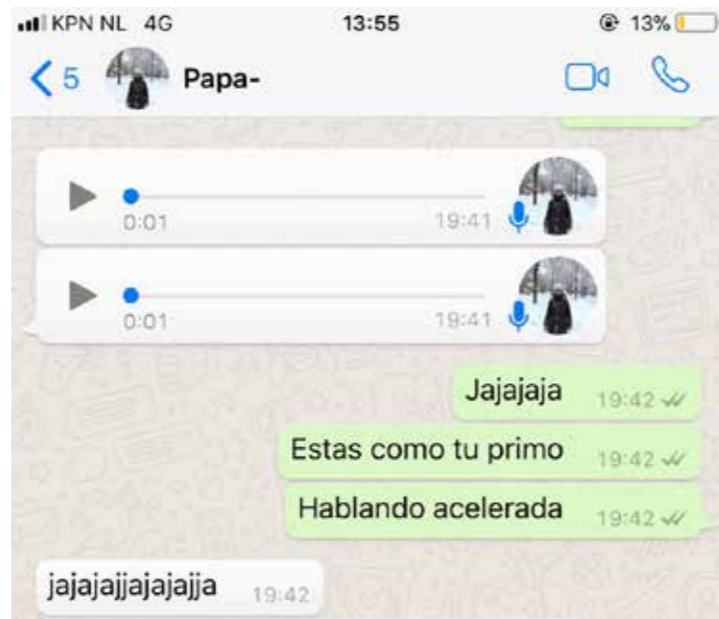 KPN NL 4G 13:55 13%
5 Papa-
0:01 19:41
0:01 19:41
Jajajaja 19:42
Estas como tu primo 19:42
Hablando acelerada 19:42
jajajajjajajajja 19:42